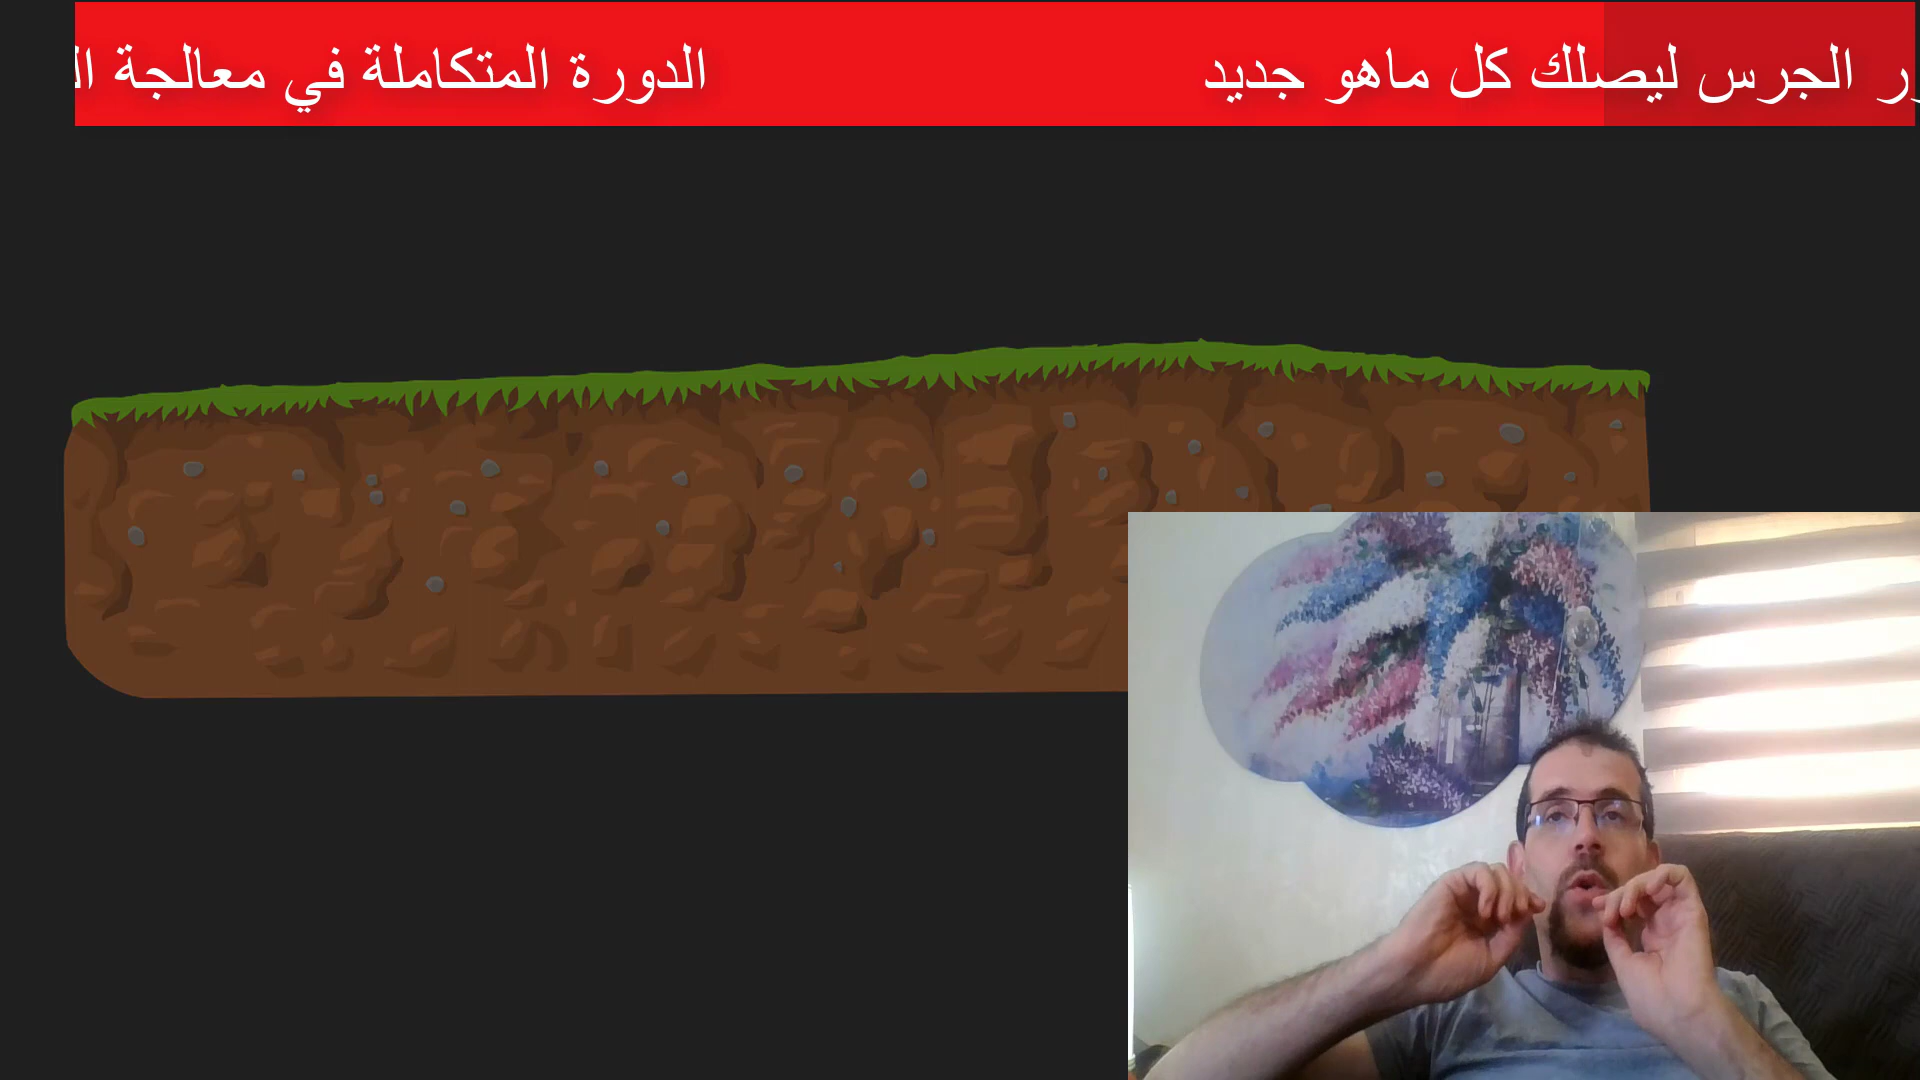 الجرس ليصلك كل ماهو جديد
الدورة المتكاملة في معالجة